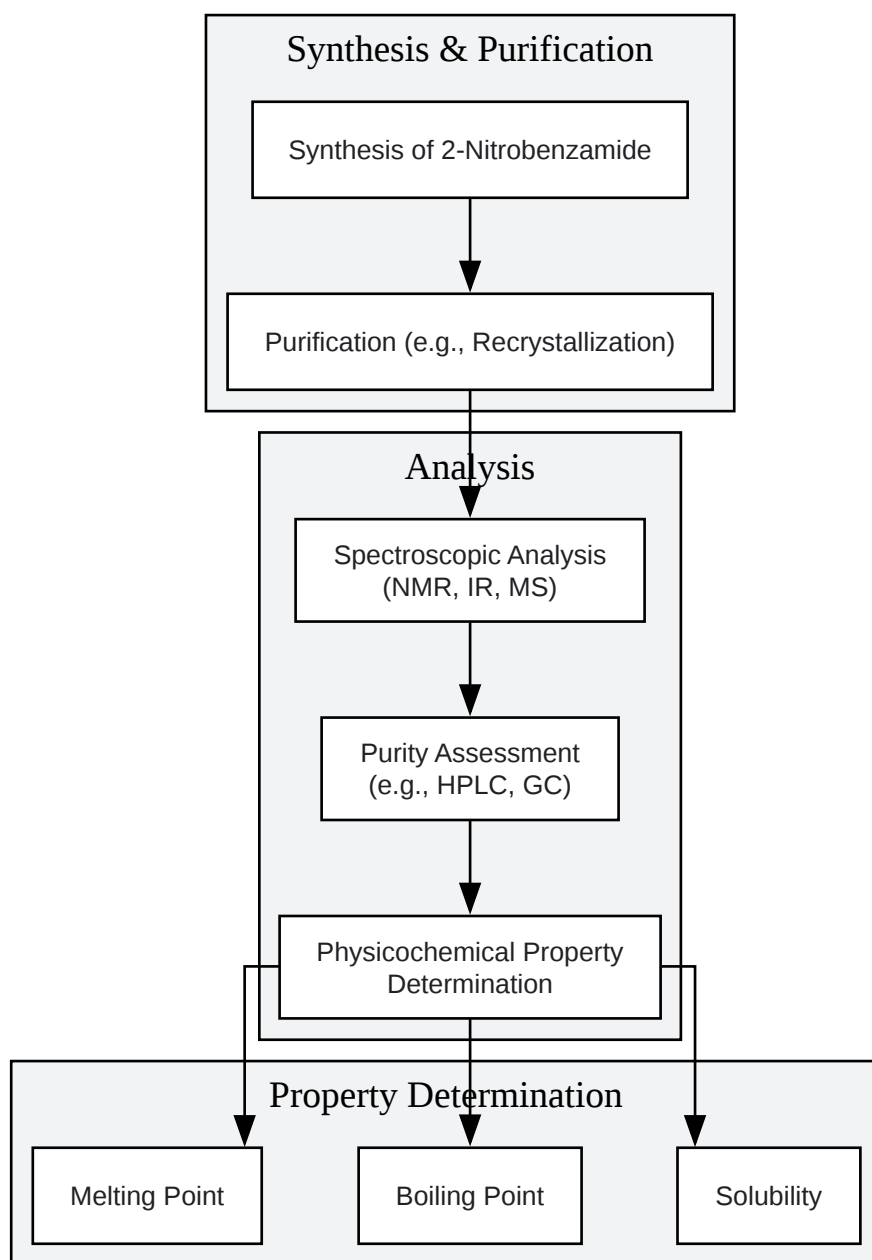 Synthesis & Purification
Synthesis of 2-Nitrobenzamide
Purification (e.g., Recrystallization)
Analysis
Spectroscopic Analysis
(NMR, IR, MS)
Purity Assessment
(e.g., HPLC, GC)
Physicochemical Property
Determination
Property Determination
Melting Point
Boiling Point
Solubility